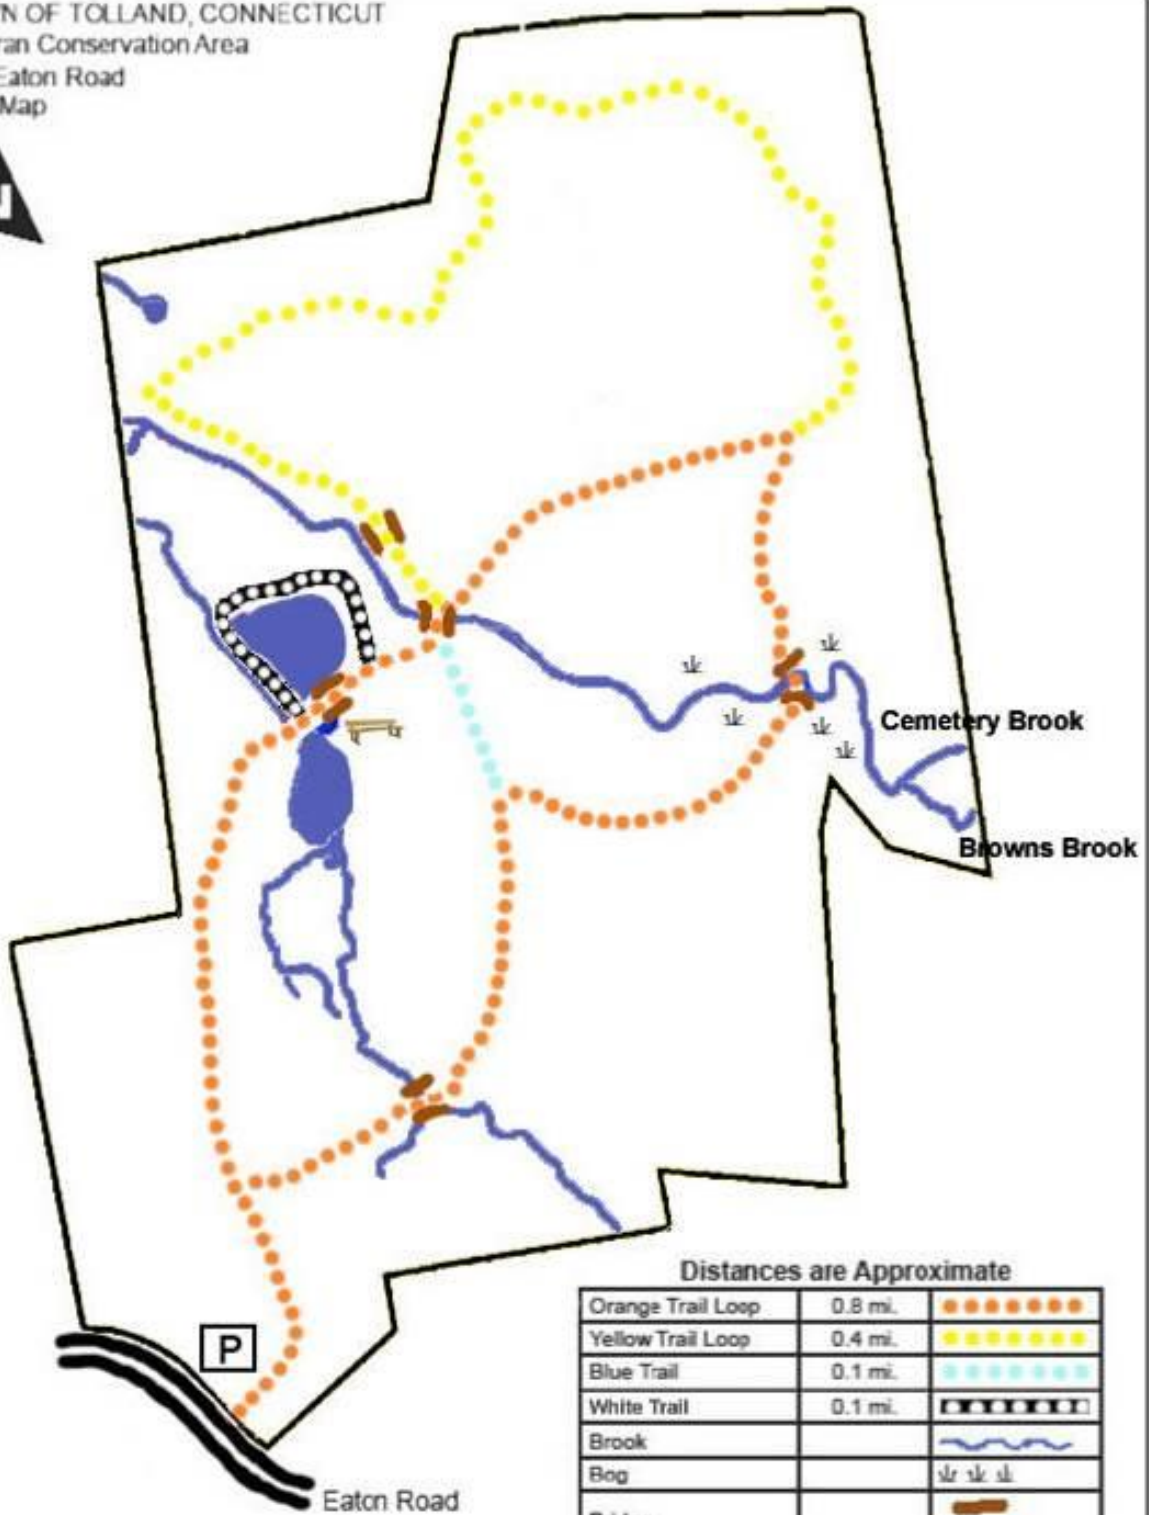 N OF TOLLAND, CONNECTICUT
ran Conservation Area
Eaton Road
Map
N
Cemetery Brook
Browns Brook
P
Eaton Road
Distances are Approximate
Orange Trail Loop 0.8 mi.
Yellow Trail Loop 0.4 mi.
Blue Trail 0.1 mi.
White Trail 0.1 mi.
Brook
Bog